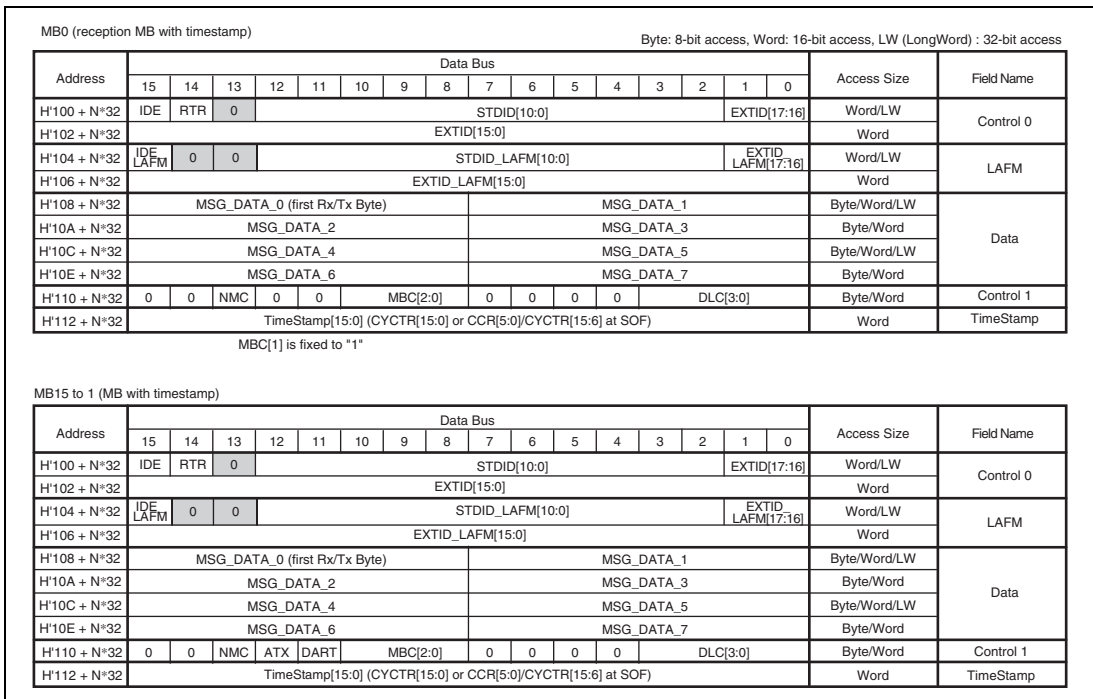 MB0 (reception MB with timestamp)
Byte: 8-bit access, Word: 16-bit access, LW (LongWord) : 32-bit access
Address Data Bus Access Size Field Name
15 14 13 12 11 10 9 8 7 6 5 4 3 2 1 0
H'100 + N*32 IDE RTR 0 STDID[10:0] EXTID[17:16] Word/LW Control 0
H'102 + N*32 EXTID[15:0] Word
H'104 + N*32 IDE_LAFM 0 0 STDID_LAFM[10:0] EXTID_LAFM[17:16] Word/LW LAFM
H'106 + N*32 EXTID_LAFM[15:0] Word
H'108 + N*32 MSG_DATA_0 (first Rx/Tx Byte) MSG_DATA_1 Byte/Word/LW Data
H'10A + N*32 MSG_DATA_2 MSG_DATA_3 Byte/Word
H'10C + N*32 MSG_DATA_4 MSG_DATA_5 Byte/Word/LW
H'10E + N*32 MSG_DATA_6 MSG_DATA_7 Byte/Word
H'110 + N*32 0 0 NMC 0 0 MBC[2:0] 0 0 0 0 DLC[3:0] Byte/Word Control 1
H'112 + N*32 TimeStamp[15:0] (CYCTR[15:0] or CCR[5:0]/CYCTR[15:6] at SOF) Word TimeStamp
MBC[1] is fixed to "1"
MB15 to 1 (MB with timestamp)
Address Data Bus Access Size Field Name
15 14 13 12 11 10 9 8 7 6 5 4 3 2 1 0
H'100 + N*32 IDE RTR 0 STDID[10:0] EXTID[17:16] Word/LW Control 0
H'102 + N*32 EXTID[15:0] Word
H'104 + N*32 IDE_LAFM 0 0 STDID_LAFM[10:0] EXTID_LAFM[17:16] Word/LW LAFM
H'106 + N*32 EXTID_LAFM[15:0] Word
H'108 + N*32 MSG_DATA_0 (first Rx/Tx Byte) MSG_DATA_1 Byte/Word/LW Data
H'10A + N*32 MSG_DATA_2 MSG_DATA_3 Byte/Word
H'10C + N*32 MSG_DATA_4 MSG_DATA_5 Byte/Word/LW
H'10E + N*32 MSG_DATA_6 MSG_DATA_7 Byte/Word
H'110 + N*32 0 0 NMC ATX DART MBC[2:0] 0 0 0 0 DLC[3:0] Byte/Word Control 1
H'112 + N*32 TimeStamp[15:0] (CYCTR[15:0] or CCR[5:0]/CYCTR[15:6] at SOF) Word TimeStamp